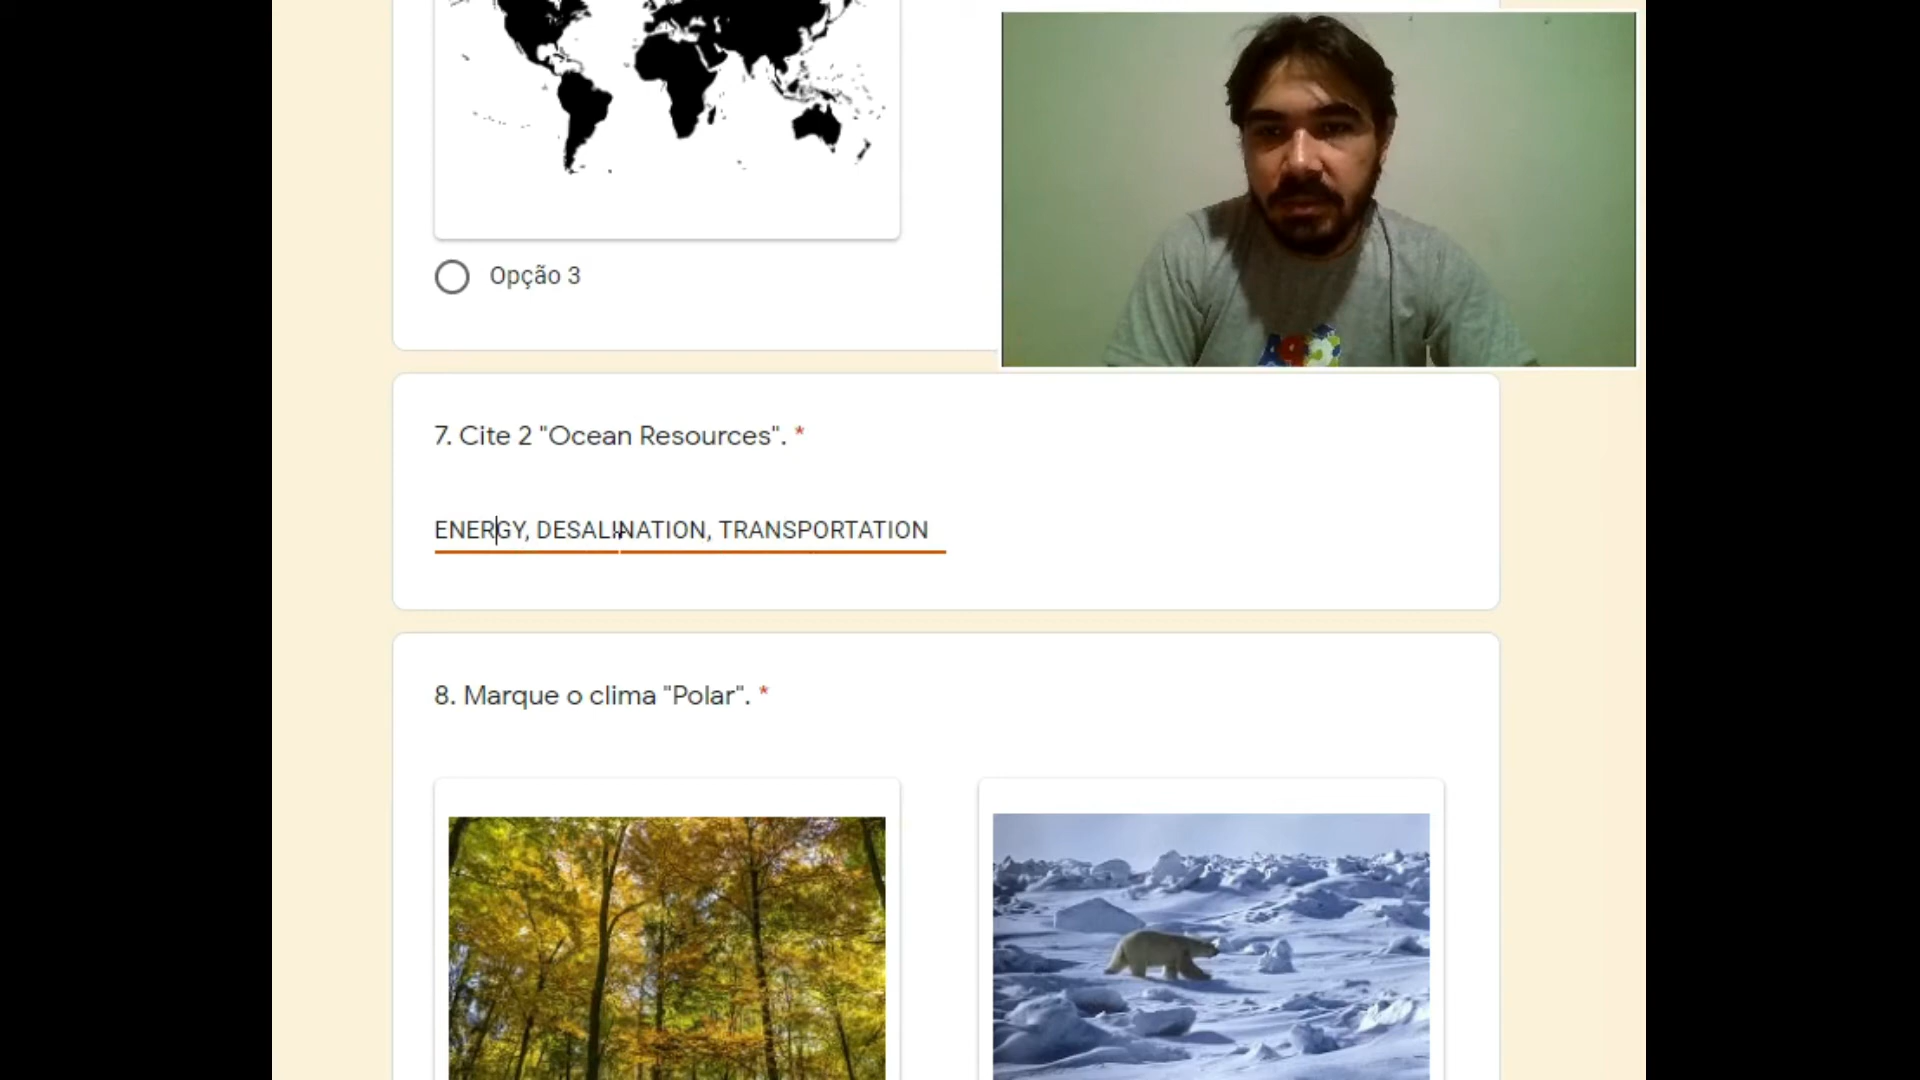 Opção 3
7. Cite 2 "Ocean Resources". *
ENERGY, DESALINATION, TRANSPORTATION
8. Marque o clima "Polar". *